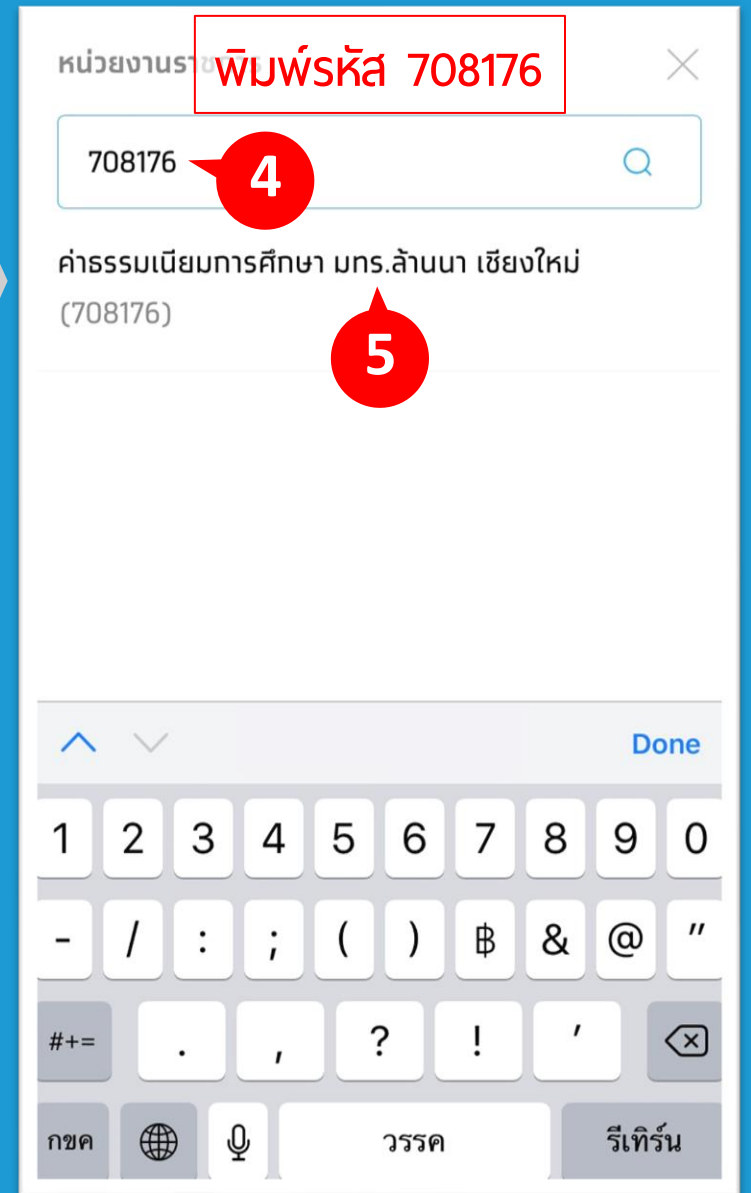 พิมพ์รหัส 708176
หน่วยงานรา
708176
4
ค่าธรรมเนียมการศึกษา มทร.ล้านนา เชียงใหม่
(708176)
5
Done
1 2 3 4 5 6 7 8 9 0
- / : ; ( ) ฿ & @ "
#+= . , ? ! '
กขค วรรค รีเทิร์น